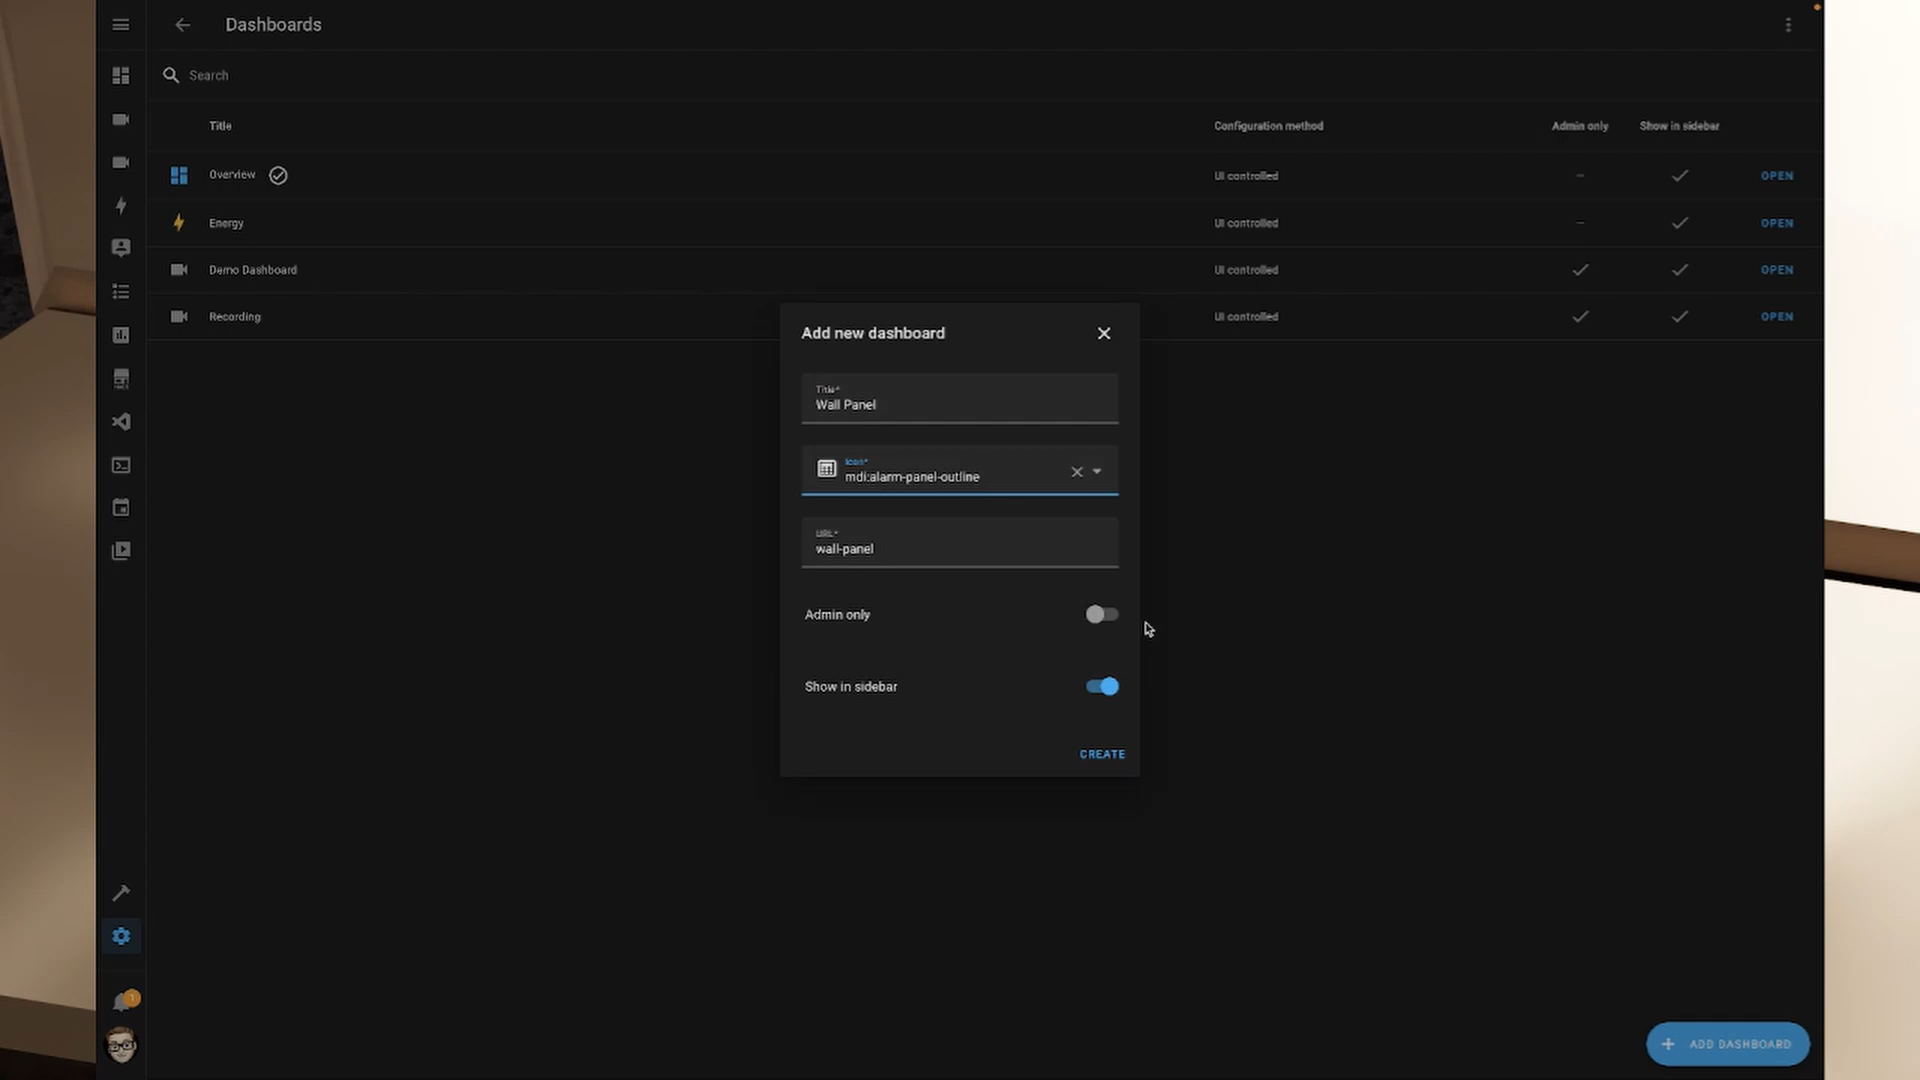 Dashboards
Search
Title Configuration method Admin only Show in sidebar
Overview UI controlled – OPEN
Energy UI controlled – OPEN
Demo Dashboard UI controlled OPEN
Recording UI controlled OPEN
Add new dashboard
Title*
Wall Panel
Icon*
mdi:alarm-panel-outline
URL*
wall-panel
Admin only
Show in sidebar
CREATE
1
+ ADD DASHBOARD